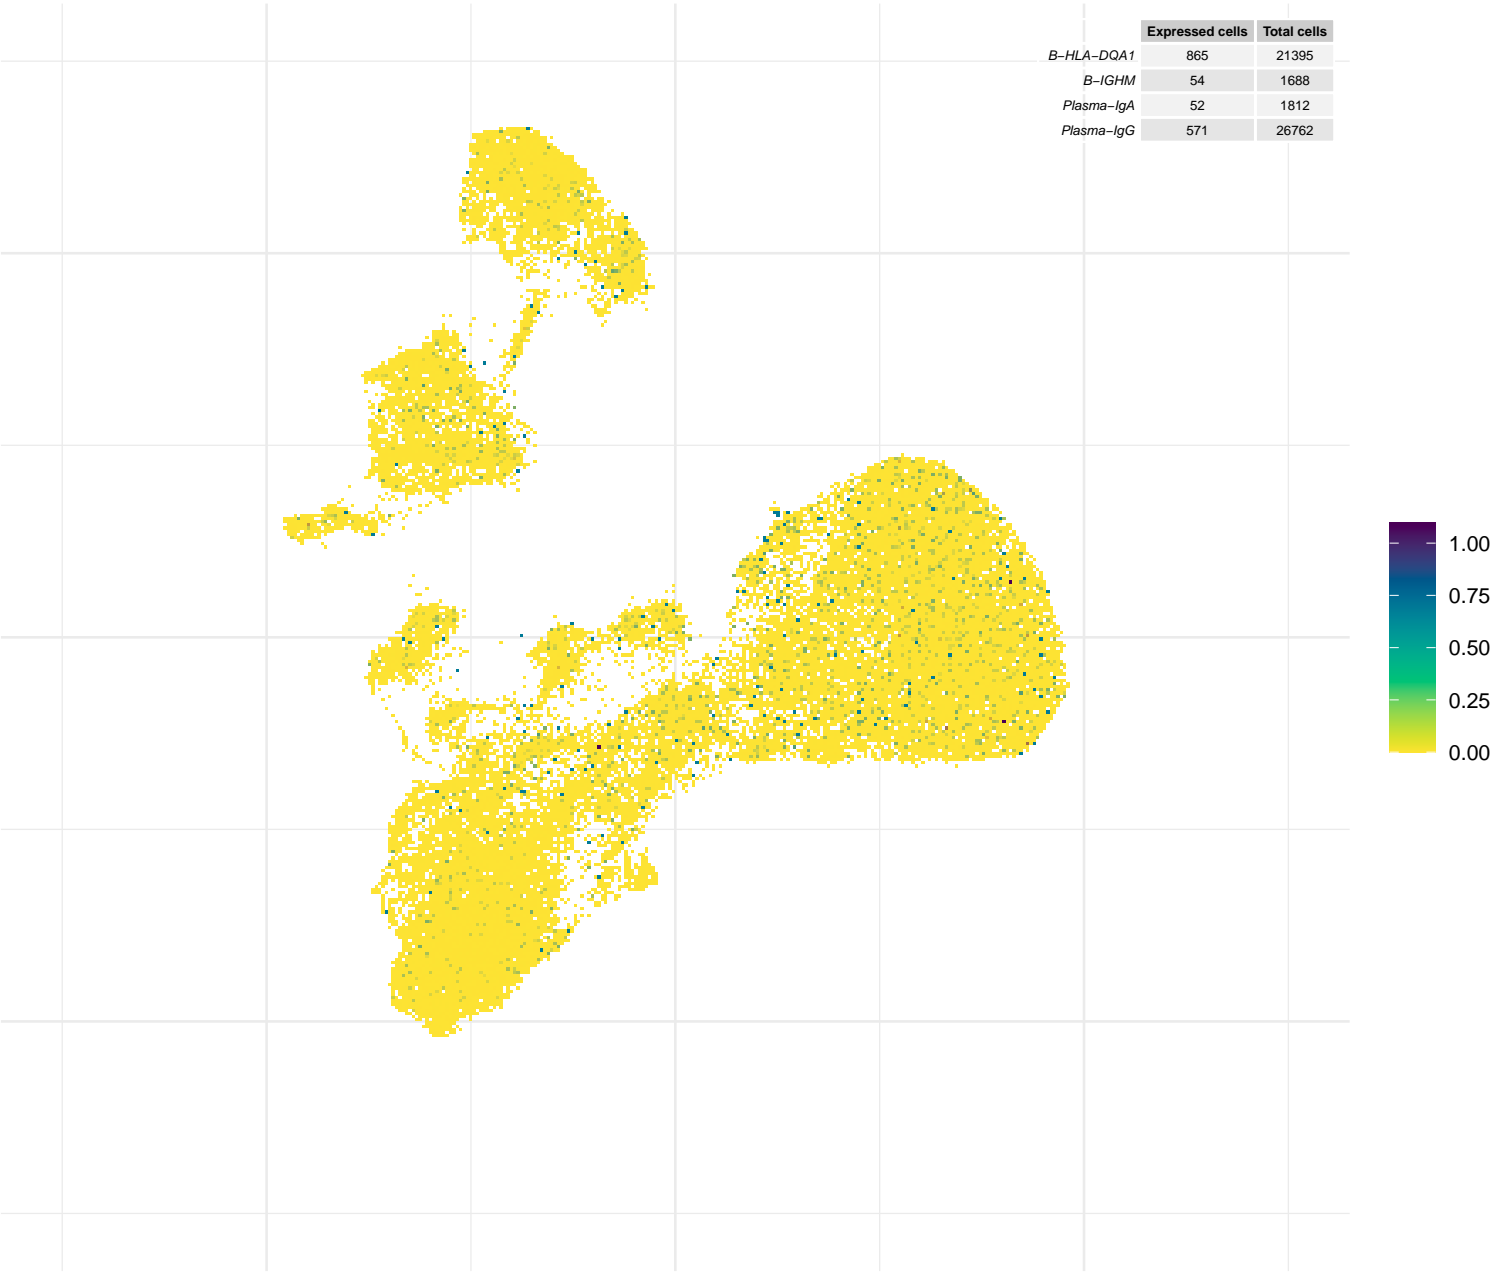 Expressed cells Total cells
B−HLA−DQA1 865 21395
B−IGHM 54 1688
Plasma−IgA 52 1812
Plasma−IgG 571 26762
1.00
0.75
0.50
0.25
0.00